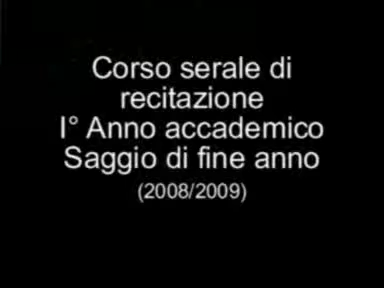 Corso serale di
recitazione
I° Anno accademico
Saggio di fine anno
(2008/2009)